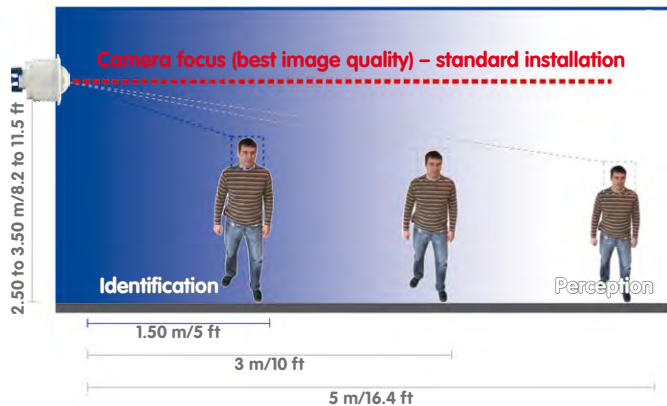 Camera focus (best image quality) – standard installation
2.50 to 3.50 m/8.2 to 11.5 ft
Identification
Perception
1.50 m/5 ft
3 m/10 ft
5 m/16.4 ft